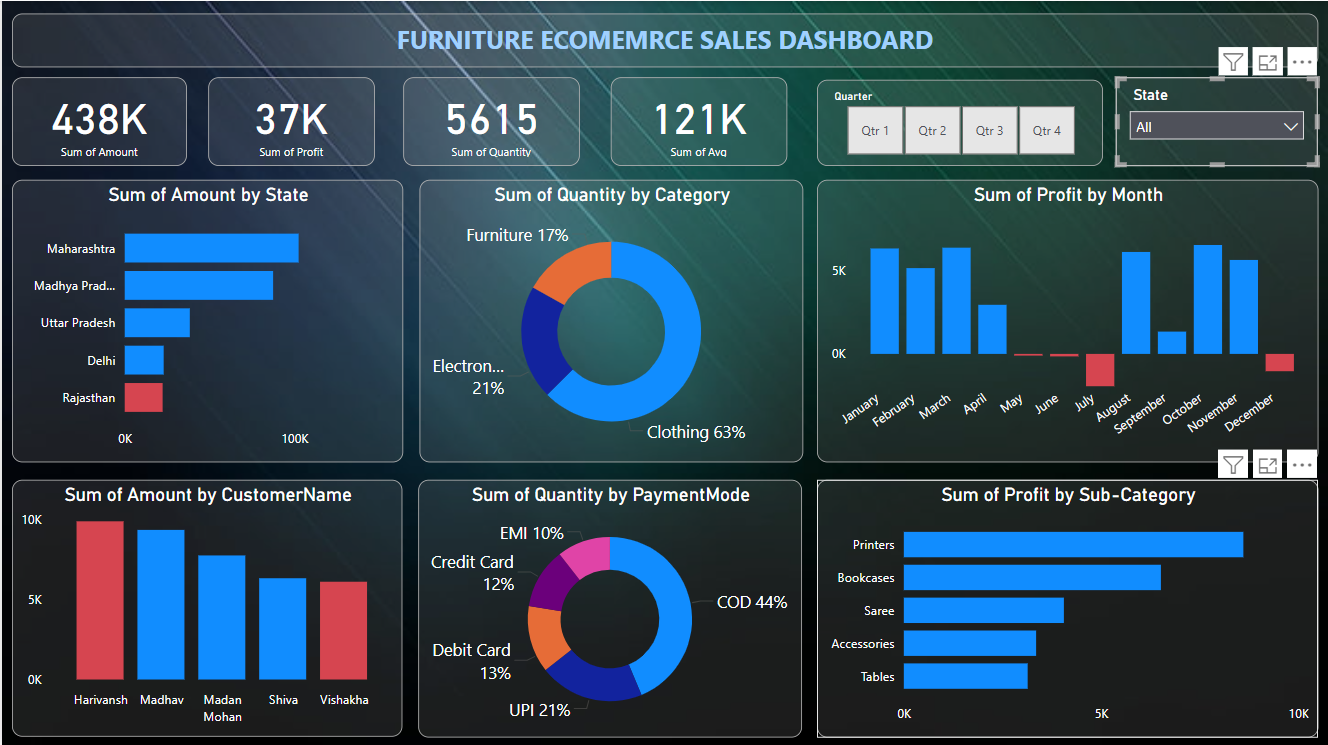 FURNITURE ECOMEMRCE SALES DASHBOARD
438K
Sum of Amount
37K
Sum of Profit
5615
Sum of Quantity
121K
Sum of Avg
Quarter
Qtr 1
Qtr 2
Qtr 3
Qtr 4
State
All
Sum of Amount by State
Maharashtra
Madhya Prad...
Uttar Pradesh
Delhi
Rajasthan
0K
100K
Sum of Quantity by Category
Furniture 17%
Electron...
21%
Clothing 63%
Sum of Profit by Month
5K
0K
January
February
March
April
May
June
July
August
September
October
November
December
Sum of Amount by CustomerName
10K
5K
0K
Harivansh
Madhav
Madan
Mohan
Shiva
Vishakha
Sum of Quantity by PaymentMode
EMI 10%
Credit Card
12%
COD 44%
Debit Card
13%
UPI 21%
Sum of Profit by Sub-Category
Printers
Bookcases
Saree
Accessories
Tables
0K
5K
10K